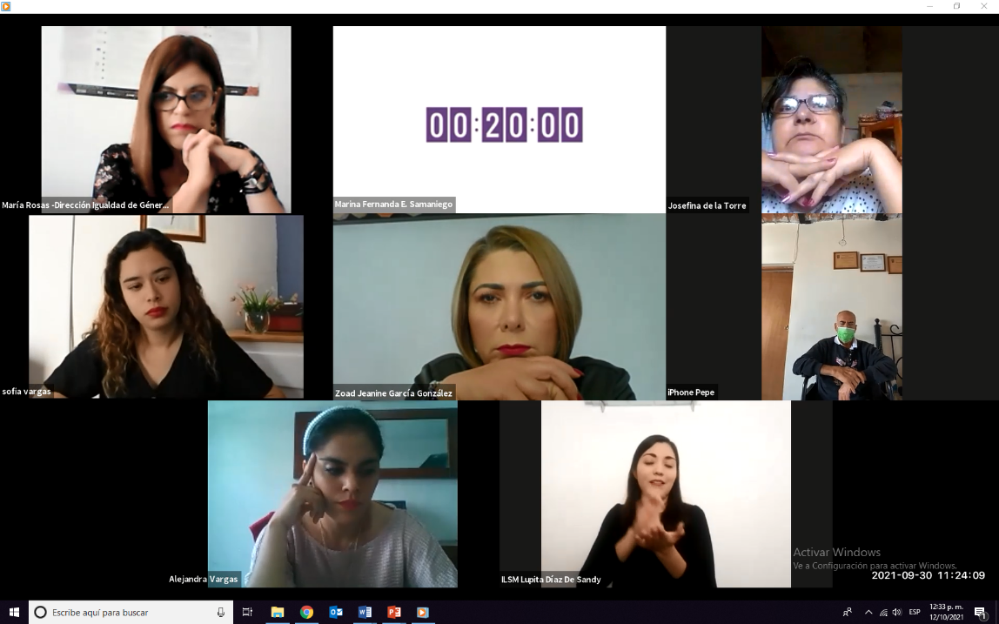 María Rosas -Dirección Igualdad de Géner...
00:20:00
Marina Fernanda E. Samaniego
Josefina de la Torre
sofia vargas
Zoad Jeanine García González
iPhone Pepe
Alejandra Vargas
ILSM Lupita Díaz De Sandy
Activar Windows
Ve a Configuración para activar Windows.
2021-09-30 11:24:09
Escribe aquí para buscar
ESP
12:33 p. m.
12/10/2021